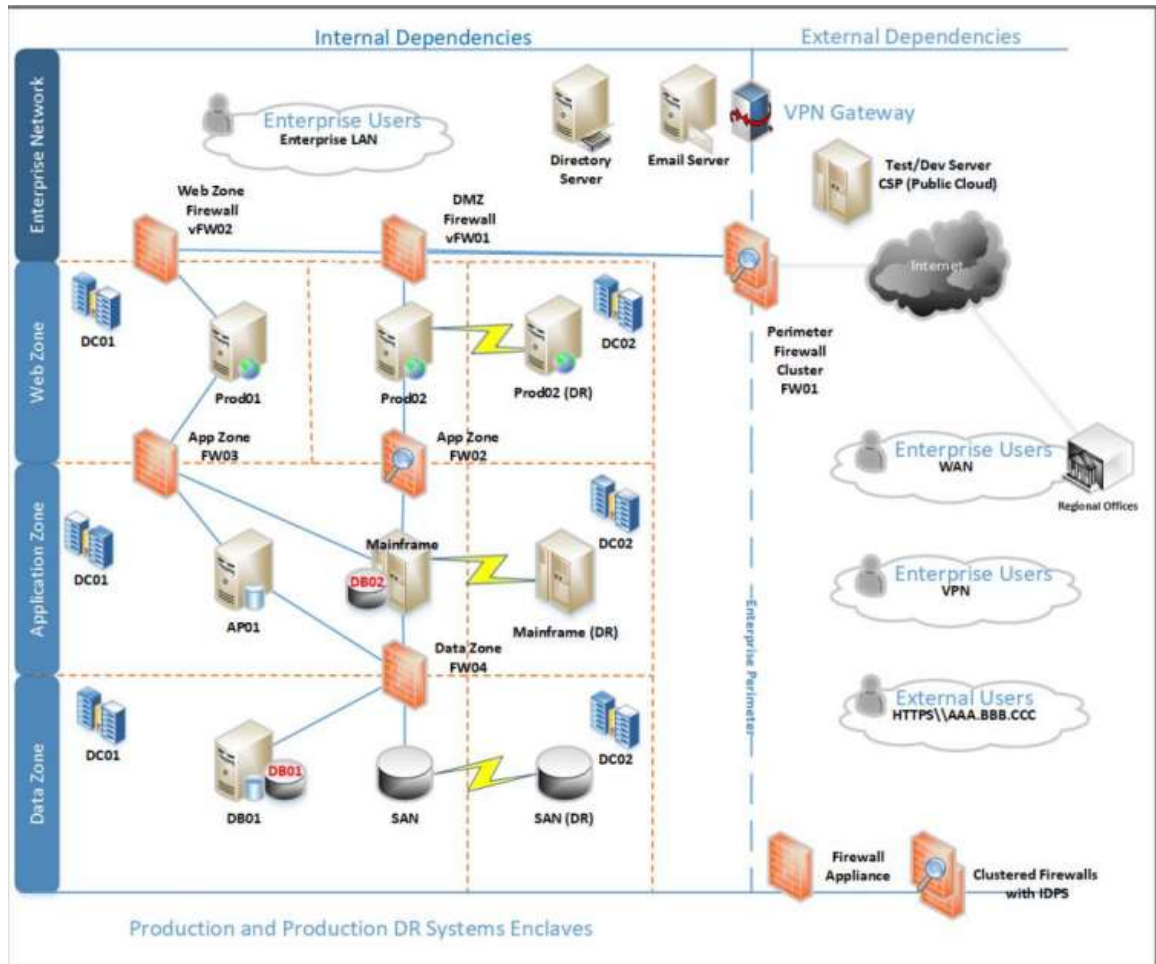 Internal Dependencies
External Dependencies
Enterprise Network
Enterprise Users
Enterprise LAN
Directory
Server
Email Server
VPN Gateway
Test/Dev Server
CSP (Public Cloud)
Web Zone
Firewall
vFW02
DMZ
Firewall
vFW01
Internet
Perimeter
Firewall
Cluster
FW01
Web Zone
DC01
Prod01
Prod02
Prod02 (DR)
DC02
App Zone
FW03
App Zone
FW02
Enterprise Users
WAN
Regional Offices
Application Zone
DC01
AP01
Mainframe
DB02
Mainframe (DR)
DC02
Enterprise Users
VPN
Enterprise Perimeter
Data Zone
FW04
External Users
HTTPS\\AAA.BBB.CCC
Data Zone
DC01
DB01
DB01
SAN
SAN (DR)
DC02
Firewall
Appliance
Clustered Firewalls
with IDPS
Production and Production DR Systems Enclaves